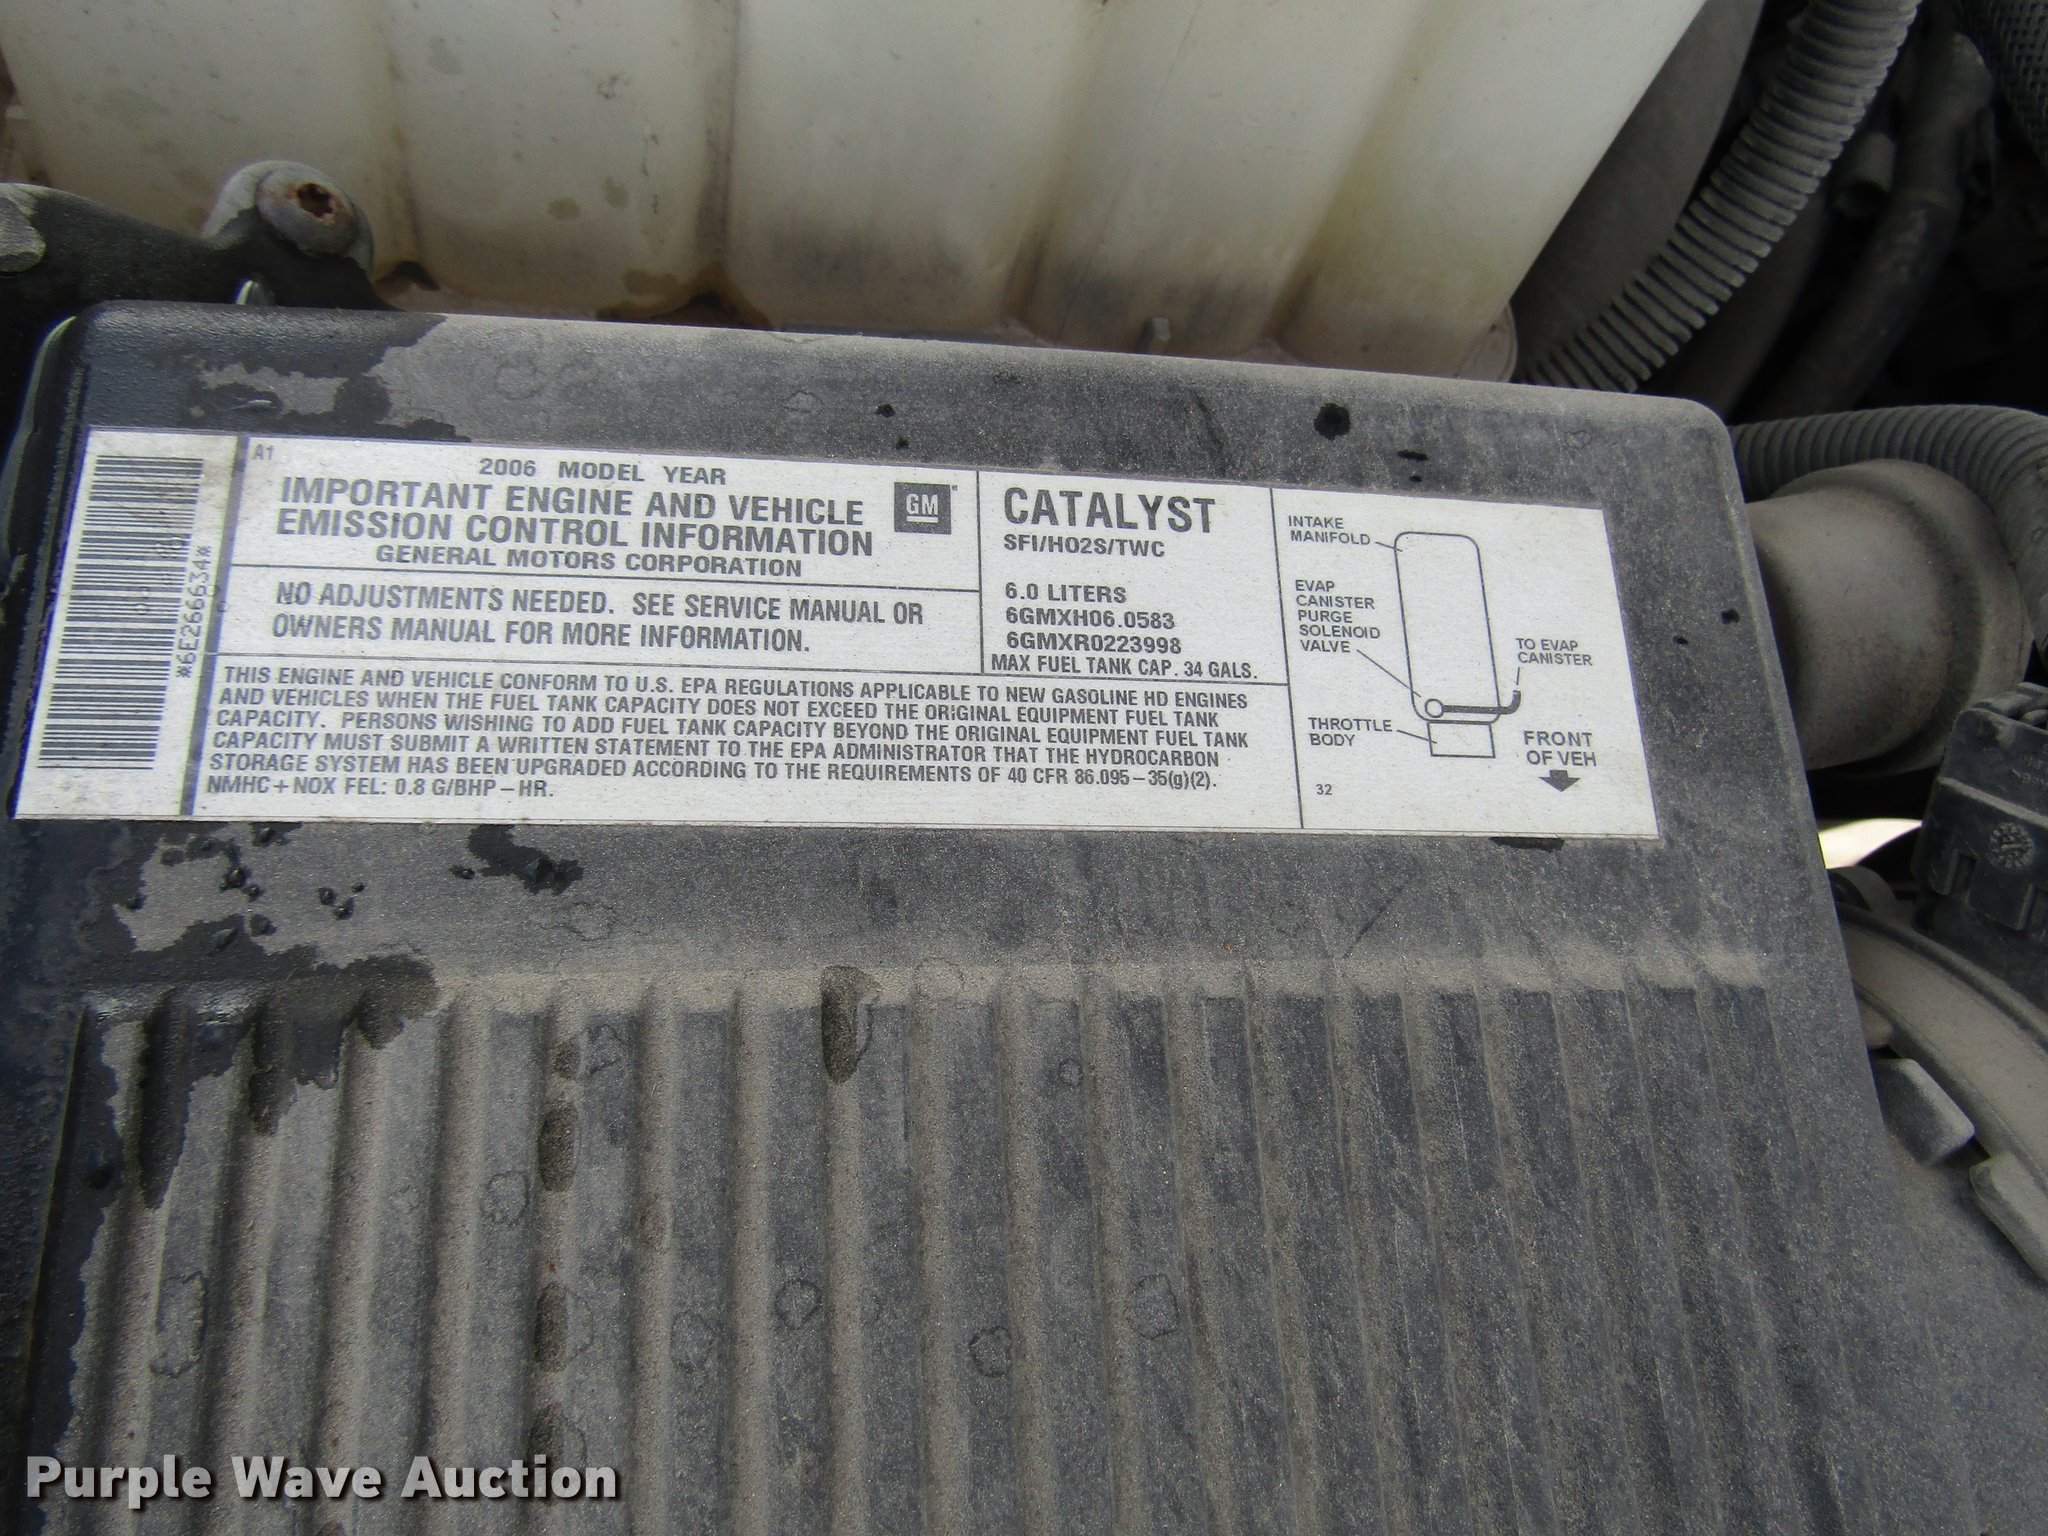 *6E266634*
A1
2006 MODEL YEAR
IMPORTANT ENGINE AND VEHICLE
EMISSION CONTROL INFORMATION
GENERAL MOTORS CORPORATION
GM
NO ADJUSTMENTS NEEDED. SEE SERVICE MANUAL OR
OWNERS MANUAL FOR MORE INFORMATION.
CATALYST
SFI/HO2S/TWC
6.0 LITERS
6GMXH06.0583
6GMXR0223998
MAX FUEL TANK CAP. 34 GALS.
THIS ENGINE AND VEHICLE CONFORM TO U.S. EPA REGULATIONS APPLICABLE TO NEW GASOLINE HD ENGINES
AND VEHICLES WHEN THE FUEL TANK CAPACITY DOES NOT EXCEED THE ORIGINAL EQUIPMENT FUEL TANK
CAPACITY. PERSONS WISHING TO ADD FUEL TANK CAPACITY BEYOND THE ORIGINAL EQUIPMENT FUEL TANK
CAPACITY MUST SUBMIT A WRITTEN STATEMENT TO THE EPA ADMINISTRATOR THAT THE HYDROCARBON
STORAGE SYSTEM HAS BEEN UPGRADED ACCORDING TO THE REQUIREMENTS OF 40 CFR 86.095-35(g)(2).
NMHC+NOX FEL: 0.8 G/BHP-HR.
INTAKE
MANIFOLD
EVAP
CANISTER
PURGE
SOLENOID
VALVE
TO EVAP
CANISTER
THROTTLE
BODY
FRONT
OF VEH
32
Purple Wave Auction